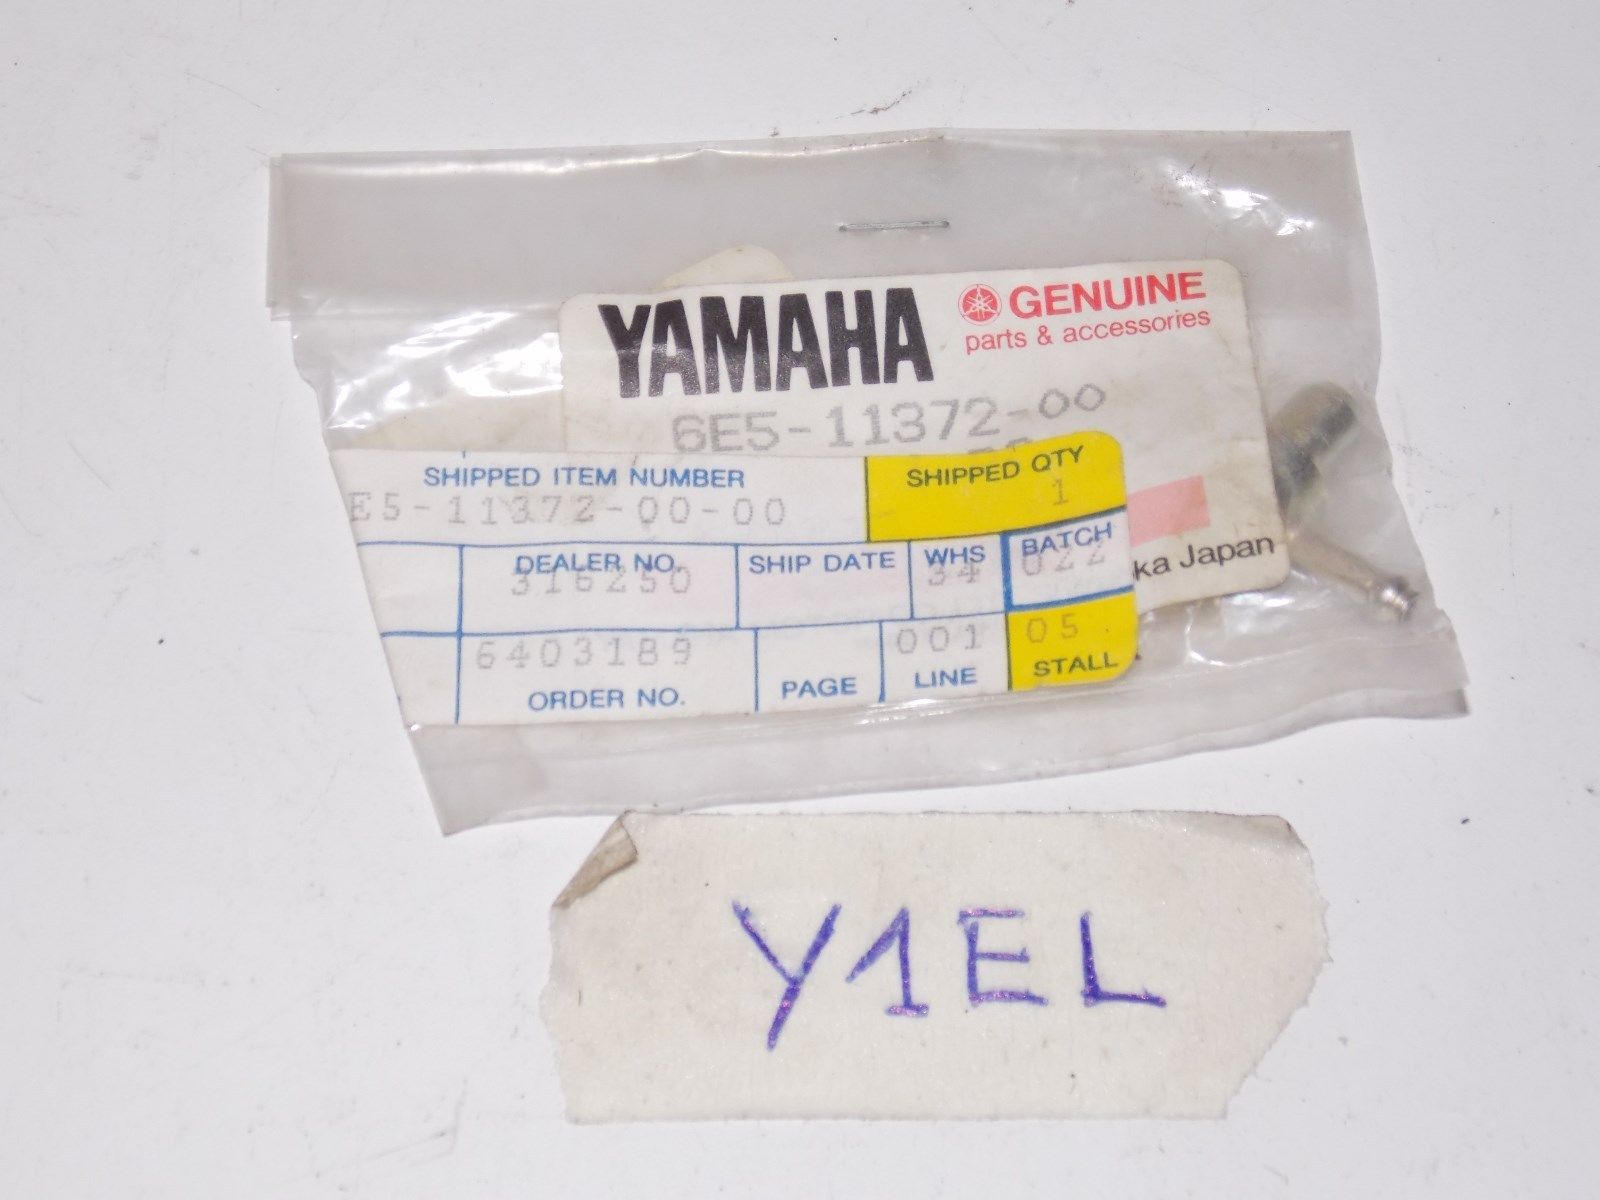 YAMAHA
GENUINE
parts & accessories
6E5-11372-00
SHIPPED ITEM NUMBER
SHIPPED QTY
E5-11372-00-00
1
DEALER NO.
SHIP DATE
WHS
BATCH
316250
34
022
ka Japan
6403189
001
05
ORDER NO.
PAGE
LINE
STALL
Y1EL